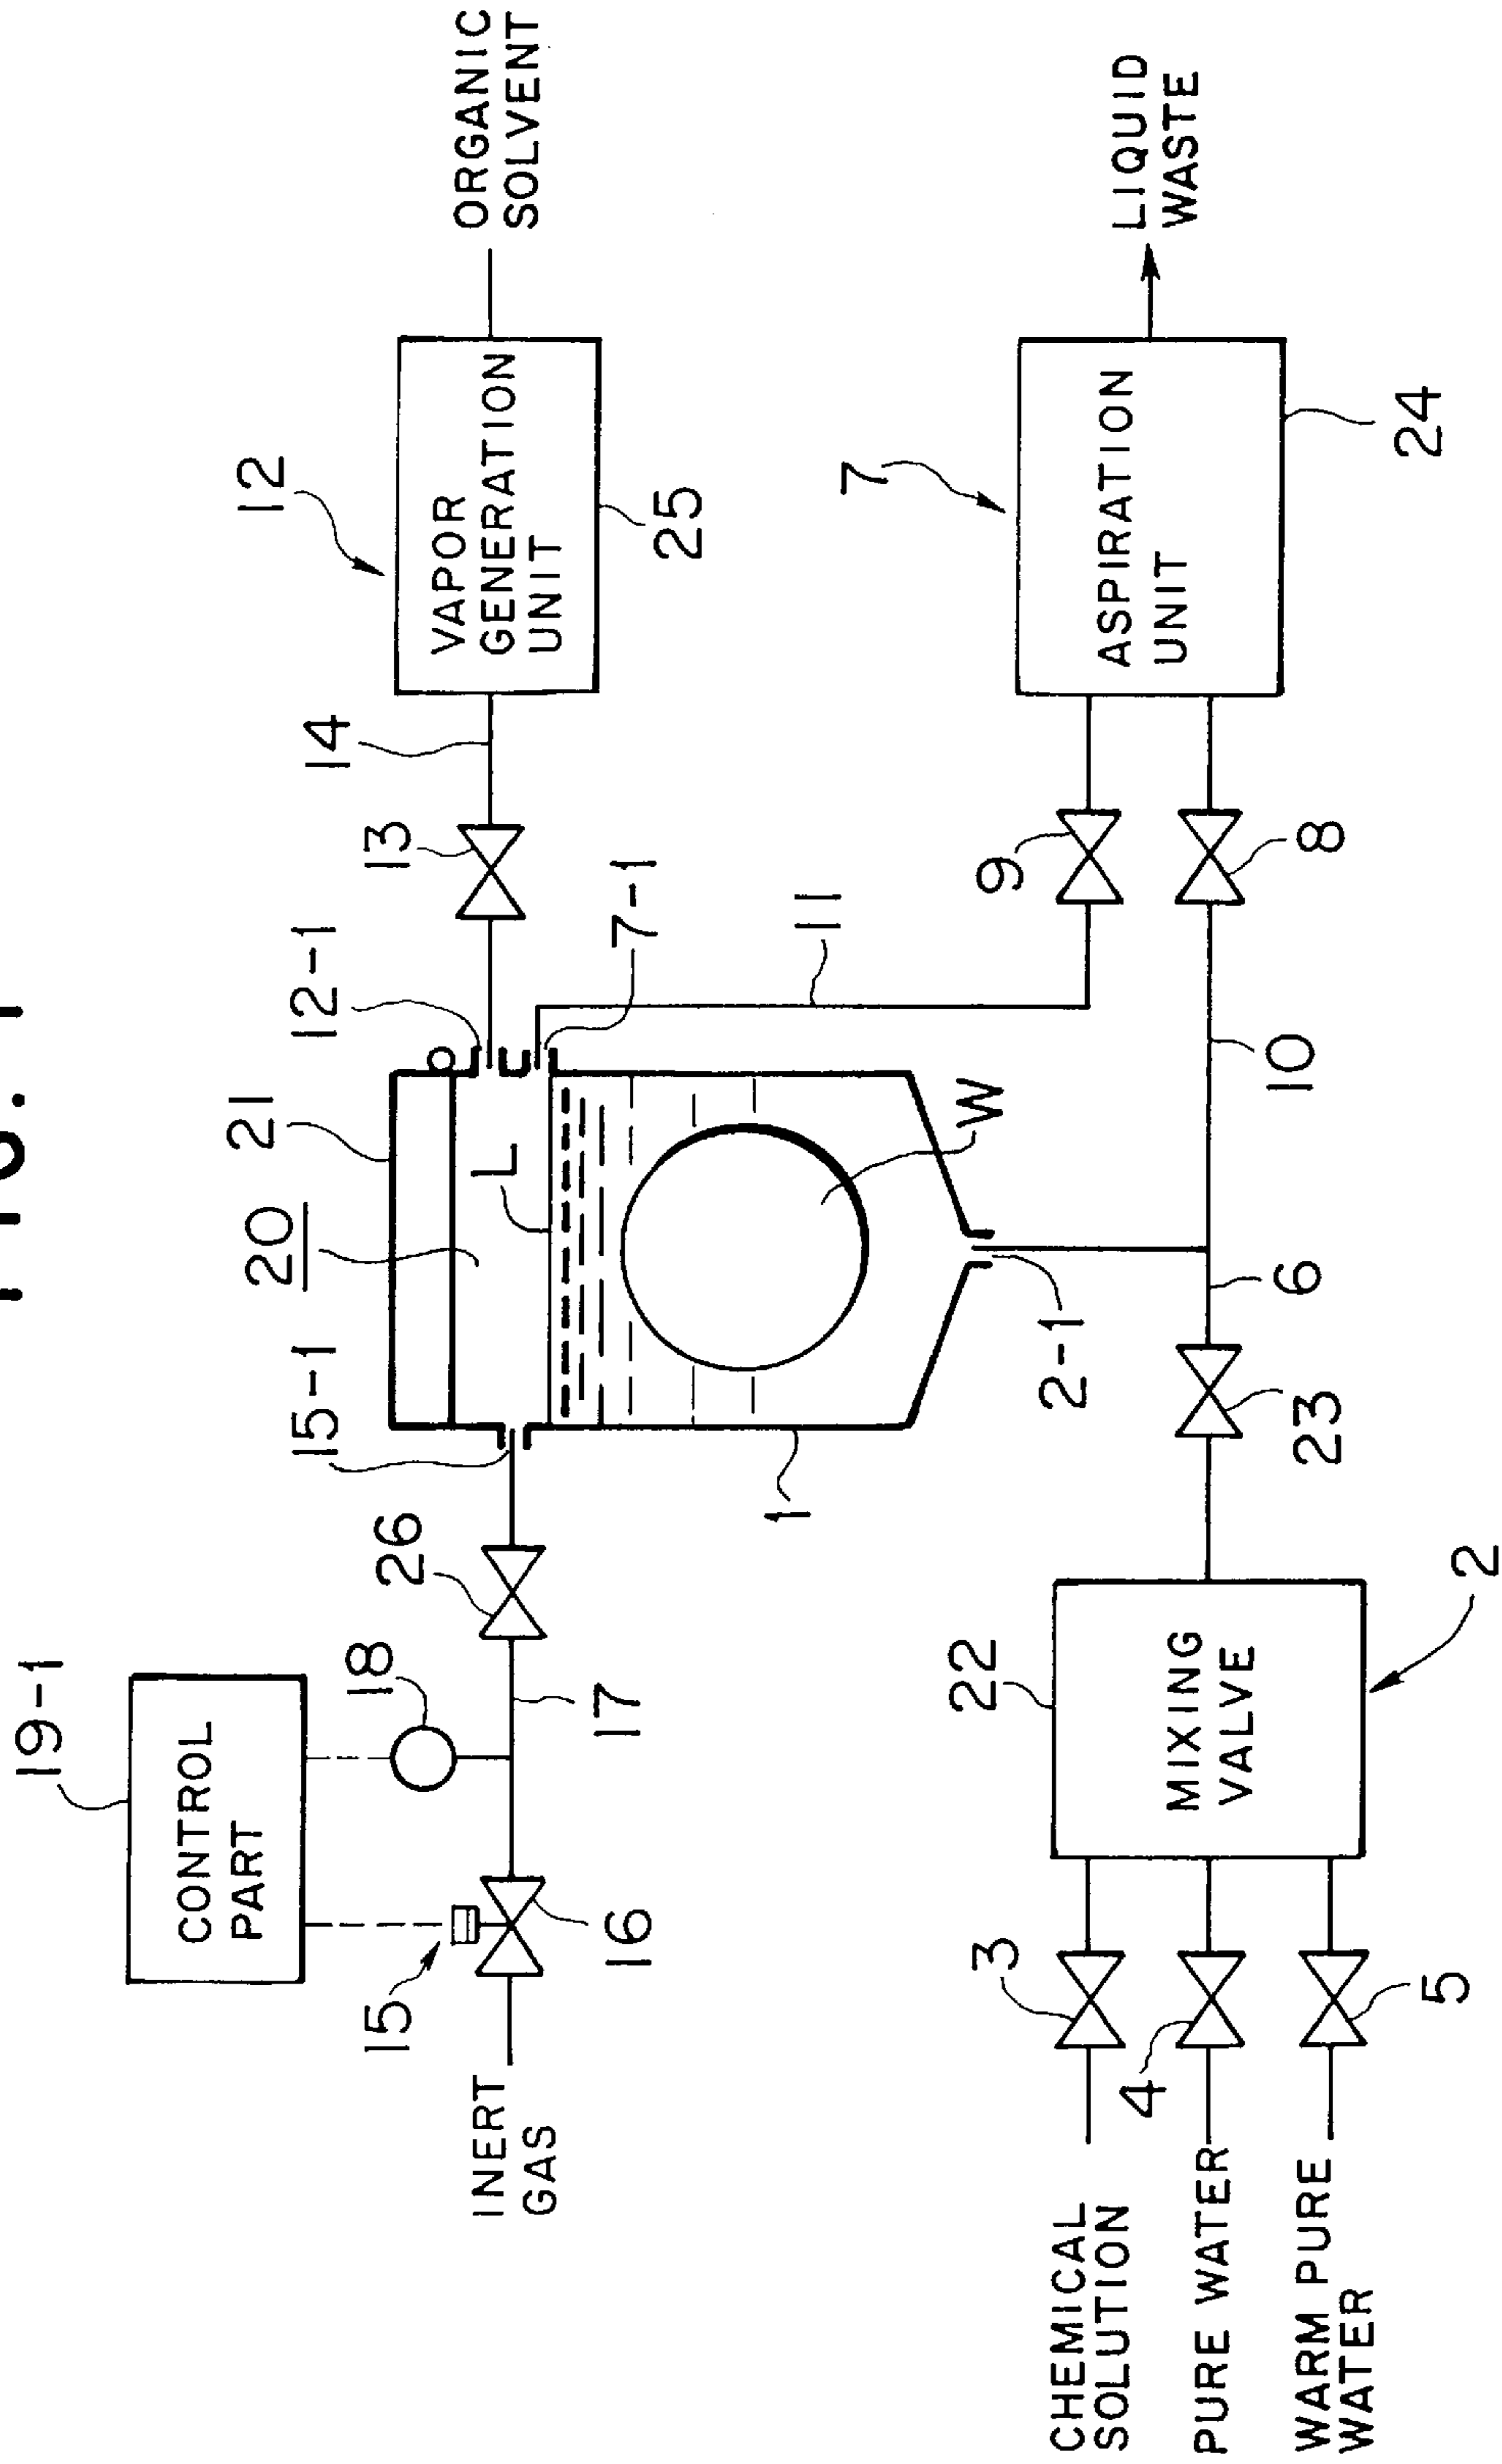 FIG. 1
19-1
CONTROL
PART
15
18
26
15-1
20
21
12-1
13
14
12
INERT
GAS
16
17
L
7-1
VAPOR
GENERATION
UNIT
25
ORGANIC
SOLVENT
1
W
11
2-1
22
MIXING
VALVE
2
23
6
10
9
8
7
ASPIRATION
UNIT
24
LIQUID
WASTE
3
4
5
CHEMICAL
SOLUTION
PURE WATER
WARM PURE
WATER